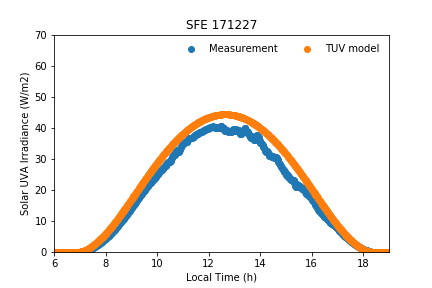 SFE 171227
Measurement
TUV model
70
60
50
40
30
20
10
0
Solar UVA Irradiance (W/m2)
6 8 10 12 14 16 18
Local Time (h)